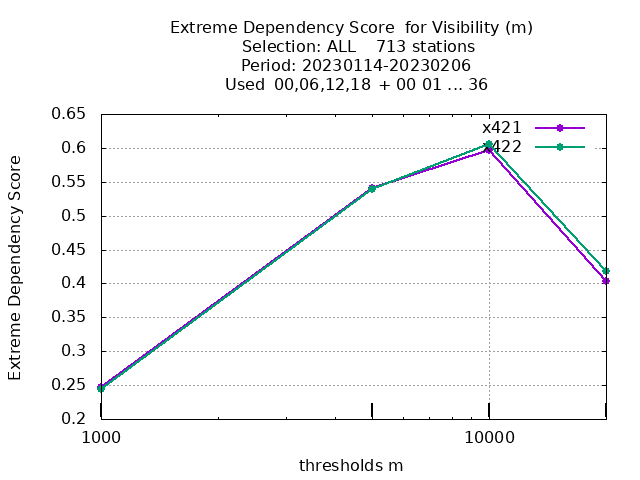 Extreme Dependency Score for Visibility (m)
Selection: ALL 713 stations
Period: 20230114-20230206
Used 00,06,12,18 + 00 01 ... 36
Extreme Dependency Score
0.65
0.6
0.55
0.5
0.45
0.4
0.35
0.3
0.25
0.2
x421
x422
1000
10000
thresholds m